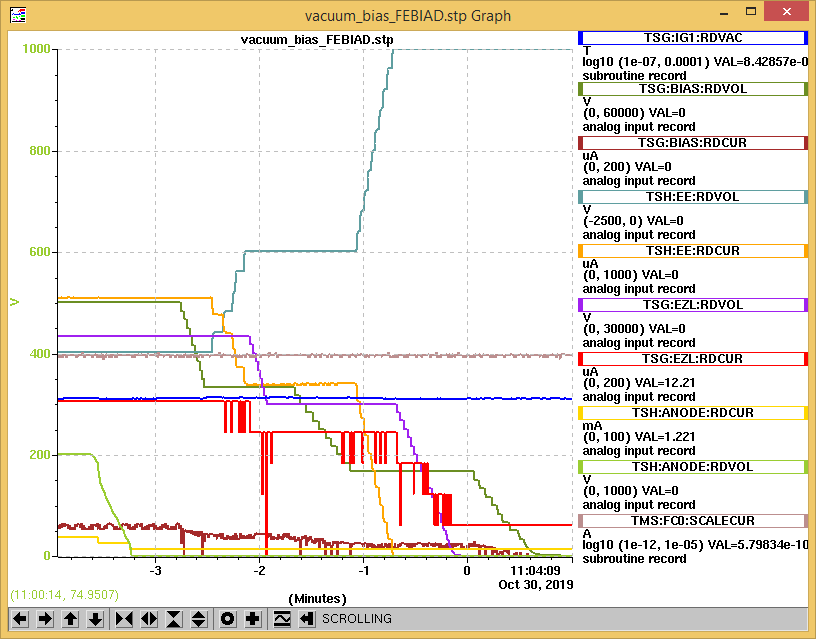 vacuum_bias_FEBIAD.stp Graph
vacuum_bias_FEBIAD.stp
1000
800
600
400
200
0
V
-3
-2
-1
0
11:04:09
Oct 30, 2019
(Minutes)
(11:00:14, 74.9507)
TSG:IG1:RDVAC
T
log10 (1e-07, 0.0001) VAL=8.42857e-0
subroutine record
TSG:BIAS:RDVOL
V
(0, 60000) VAL=0
analog input record
TSG:BIAS:RDCUR
uA
(0, 200) VAL=0
analog input record
TSH:EE:RDVOL
V
(-2500, 0) VAL=0
analog input record
TSH:EE:RDCUR
uA
(0, 1000) VAL=0
analog input record
TSG:EZL:RDVOL
V
(0, 30000) VAL=0
analog input record
TSG:EZL:RDCUR
uA
(0, 200) VAL=12.21
analog input record
TSH:ANODE:RDCUR
mA
(0, 100) VAL=1.221
analog input record
TSH:ANODE:RDVOL
V
(0, 1000) VAL=0
analog input record
TMS:FC0:SCALECUR
A
log10 (1e-12, 1e-05) VAL=5.79834e-10
subroutine record
SCROLLING